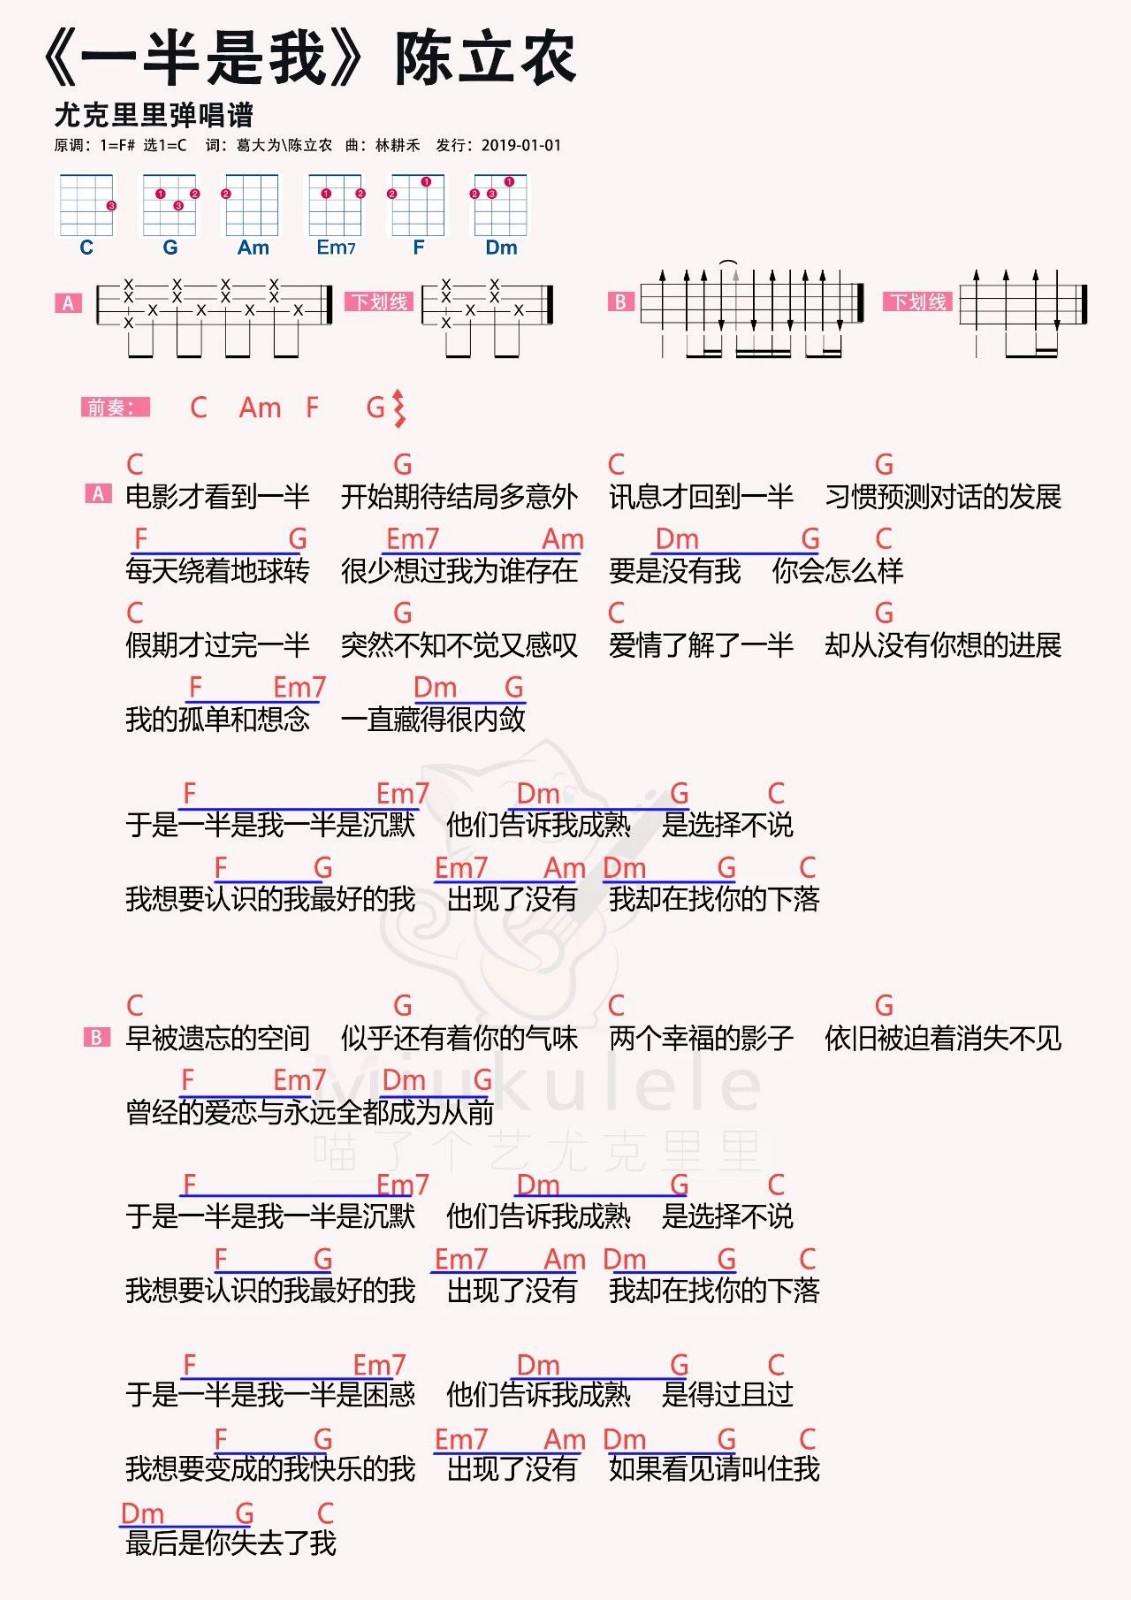 《一半是我》陈立农
尤克里里弹唱谱
原调：1=F# 选1=C 词：葛大为\陈立农 曲：林耕禾 发行：2019-01-01
3 1 2 3 2 1 2 2 1 2 3 1
C G Am Em7 F Dm
A 下划线 B 下划线
前奏： C Am F G
C G C G
A 电影才看到一半 开始期待结局多意外 讯息才回到一半 习惯预测对话的发展
F G Em7 Am Dm G C
每天绕着地球转 很少想过我为谁存在 要是没有我 你会怎么样
C G C G
假期才过完一半 突然不知不觉又感叹 爱情了解了一半 却从没有你想的进展
F Em7 Dm G
我的孤单和想念 一直藏得很内敛
F Em7 Dm G C
于是一半是我一半是沉默 他们告诉我成熟 是选择不说
F G Em7 Am Dm G C
我想要认识的我最好的我 出现了没有 我却在找你的下落
C G C G
B 早被遗忘的空间 似乎还有着你的气味 两个幸福的影子 依旧被迫着消失不见
F Em7 Dm G
曾经的爱恋与永远全都成为从前
Miukulele
喵了个艺尤克里里
F Em7 Dm G C
于是一半是我一半是沉默 他们告诉我成熟 是选择不说
F G Em7 Am Dm G C
我想要认识的我最好的我 出现了没有 我却在找你的下落
F Em7 Dm G C
于是一半是我一半是困惑 他们告诉我成熟 是得过且过
F G Em7 Am Dm G C
我想要变成的我快乐的我 出现了没有 如果看见请叫住我
Dm G C
最后是你失去了我